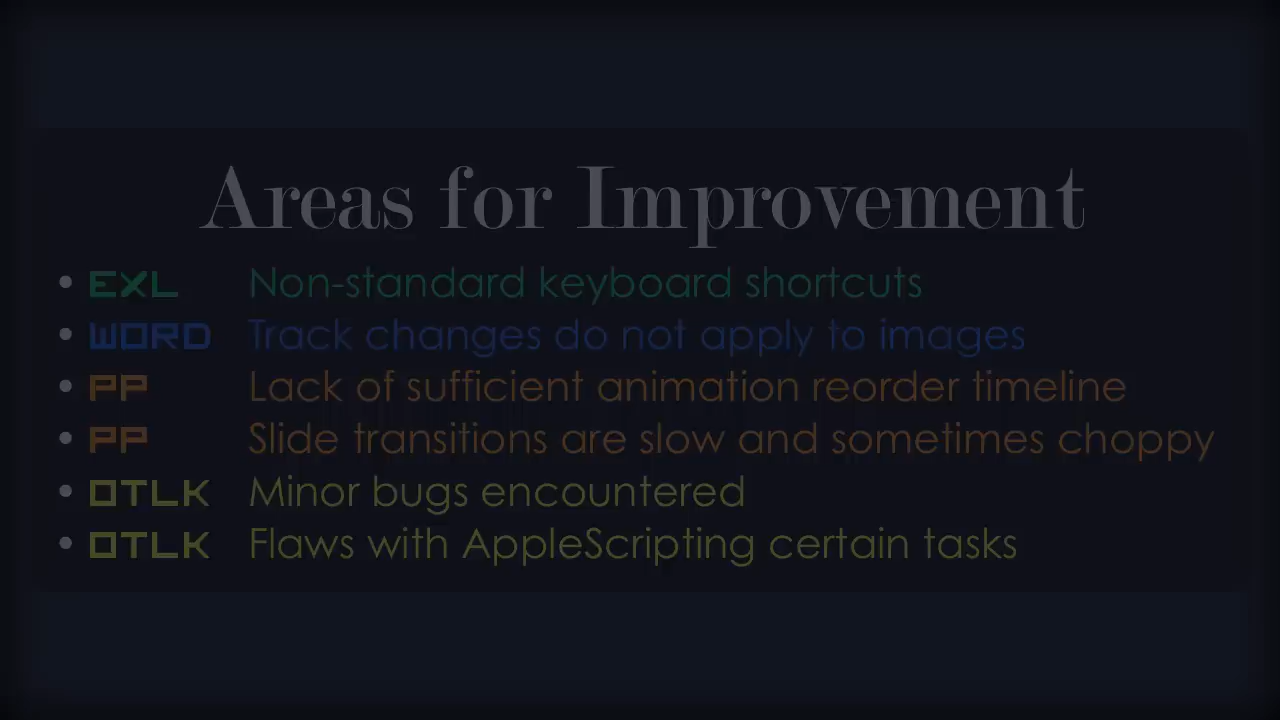 Areas for Improvement
• EXL Non-standard keyboard shortcuts
• WORD Track changes do not apply to images
• PP Lack of sufficient animation reorder timeline
• PP Slide transitions are slow and sometimes choppy
• OTLK Minor bugs encountered
• OTLK Flaws with AppleScripting certain tasks